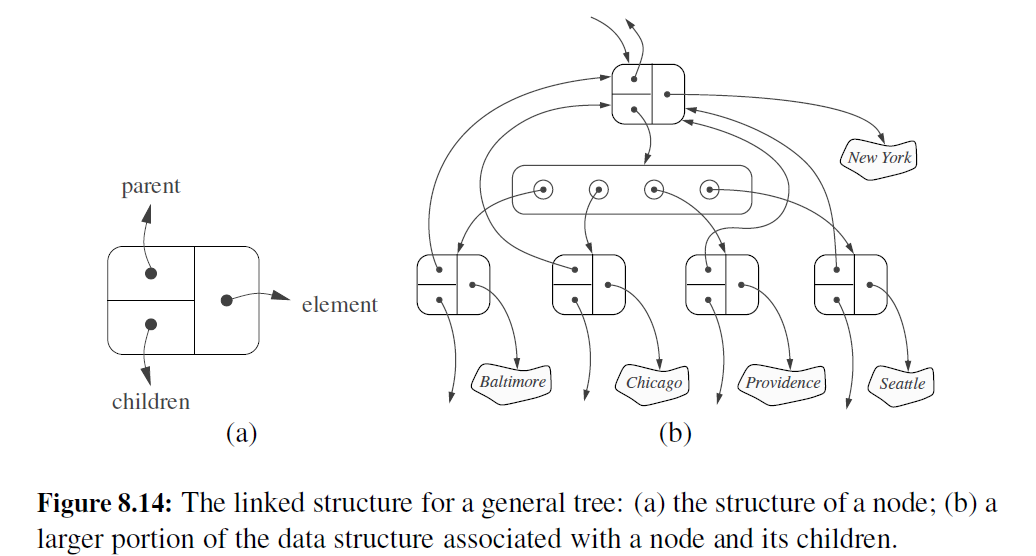 parent
element
children
(a)
New York
Baltimore
Chicago
Providence
Seattle
(b)
Figure 8.14: The linked structure for a general tree: (a) the structure of a node; (b) a
larger portion of the data structure associated with a node and its children.